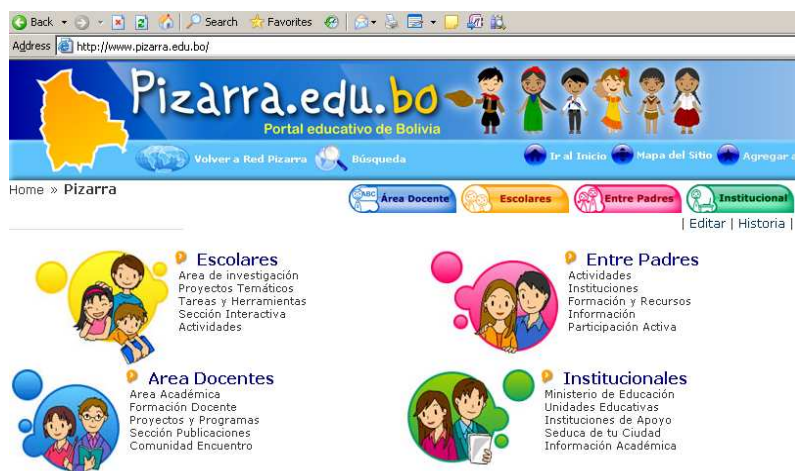 Back Search Favorites
Address http://www.pizarra.edu.bo/
Pizarra.edu.bo
Portal educativo de Bolivia
Volver a Red Pizarra Búsqueda Ir al Inicio Mapa del Sitio Agregar a
Home » Pizarra
ABC Área Docente Escolares Entre Padres Institucional
| Editar | Historia |
Escolares
Area de investigación
Proyectos Temáticos
Tareas y Herramientas
Sección Interactiva
Actividades
Entre Padres
Actividades
Instituciones
Formación y Recursos
Información
Participación Activa
Area Docentes
Area Académica
Formación Docente
Proyectos y Programas
Sección Publicaciones
Comunidad Encuentro
Institucionales
Ministerio de Educación
Unidades Educativas
Instituciones de Apoyo
Seduca de tu Ciudad
Información Académica